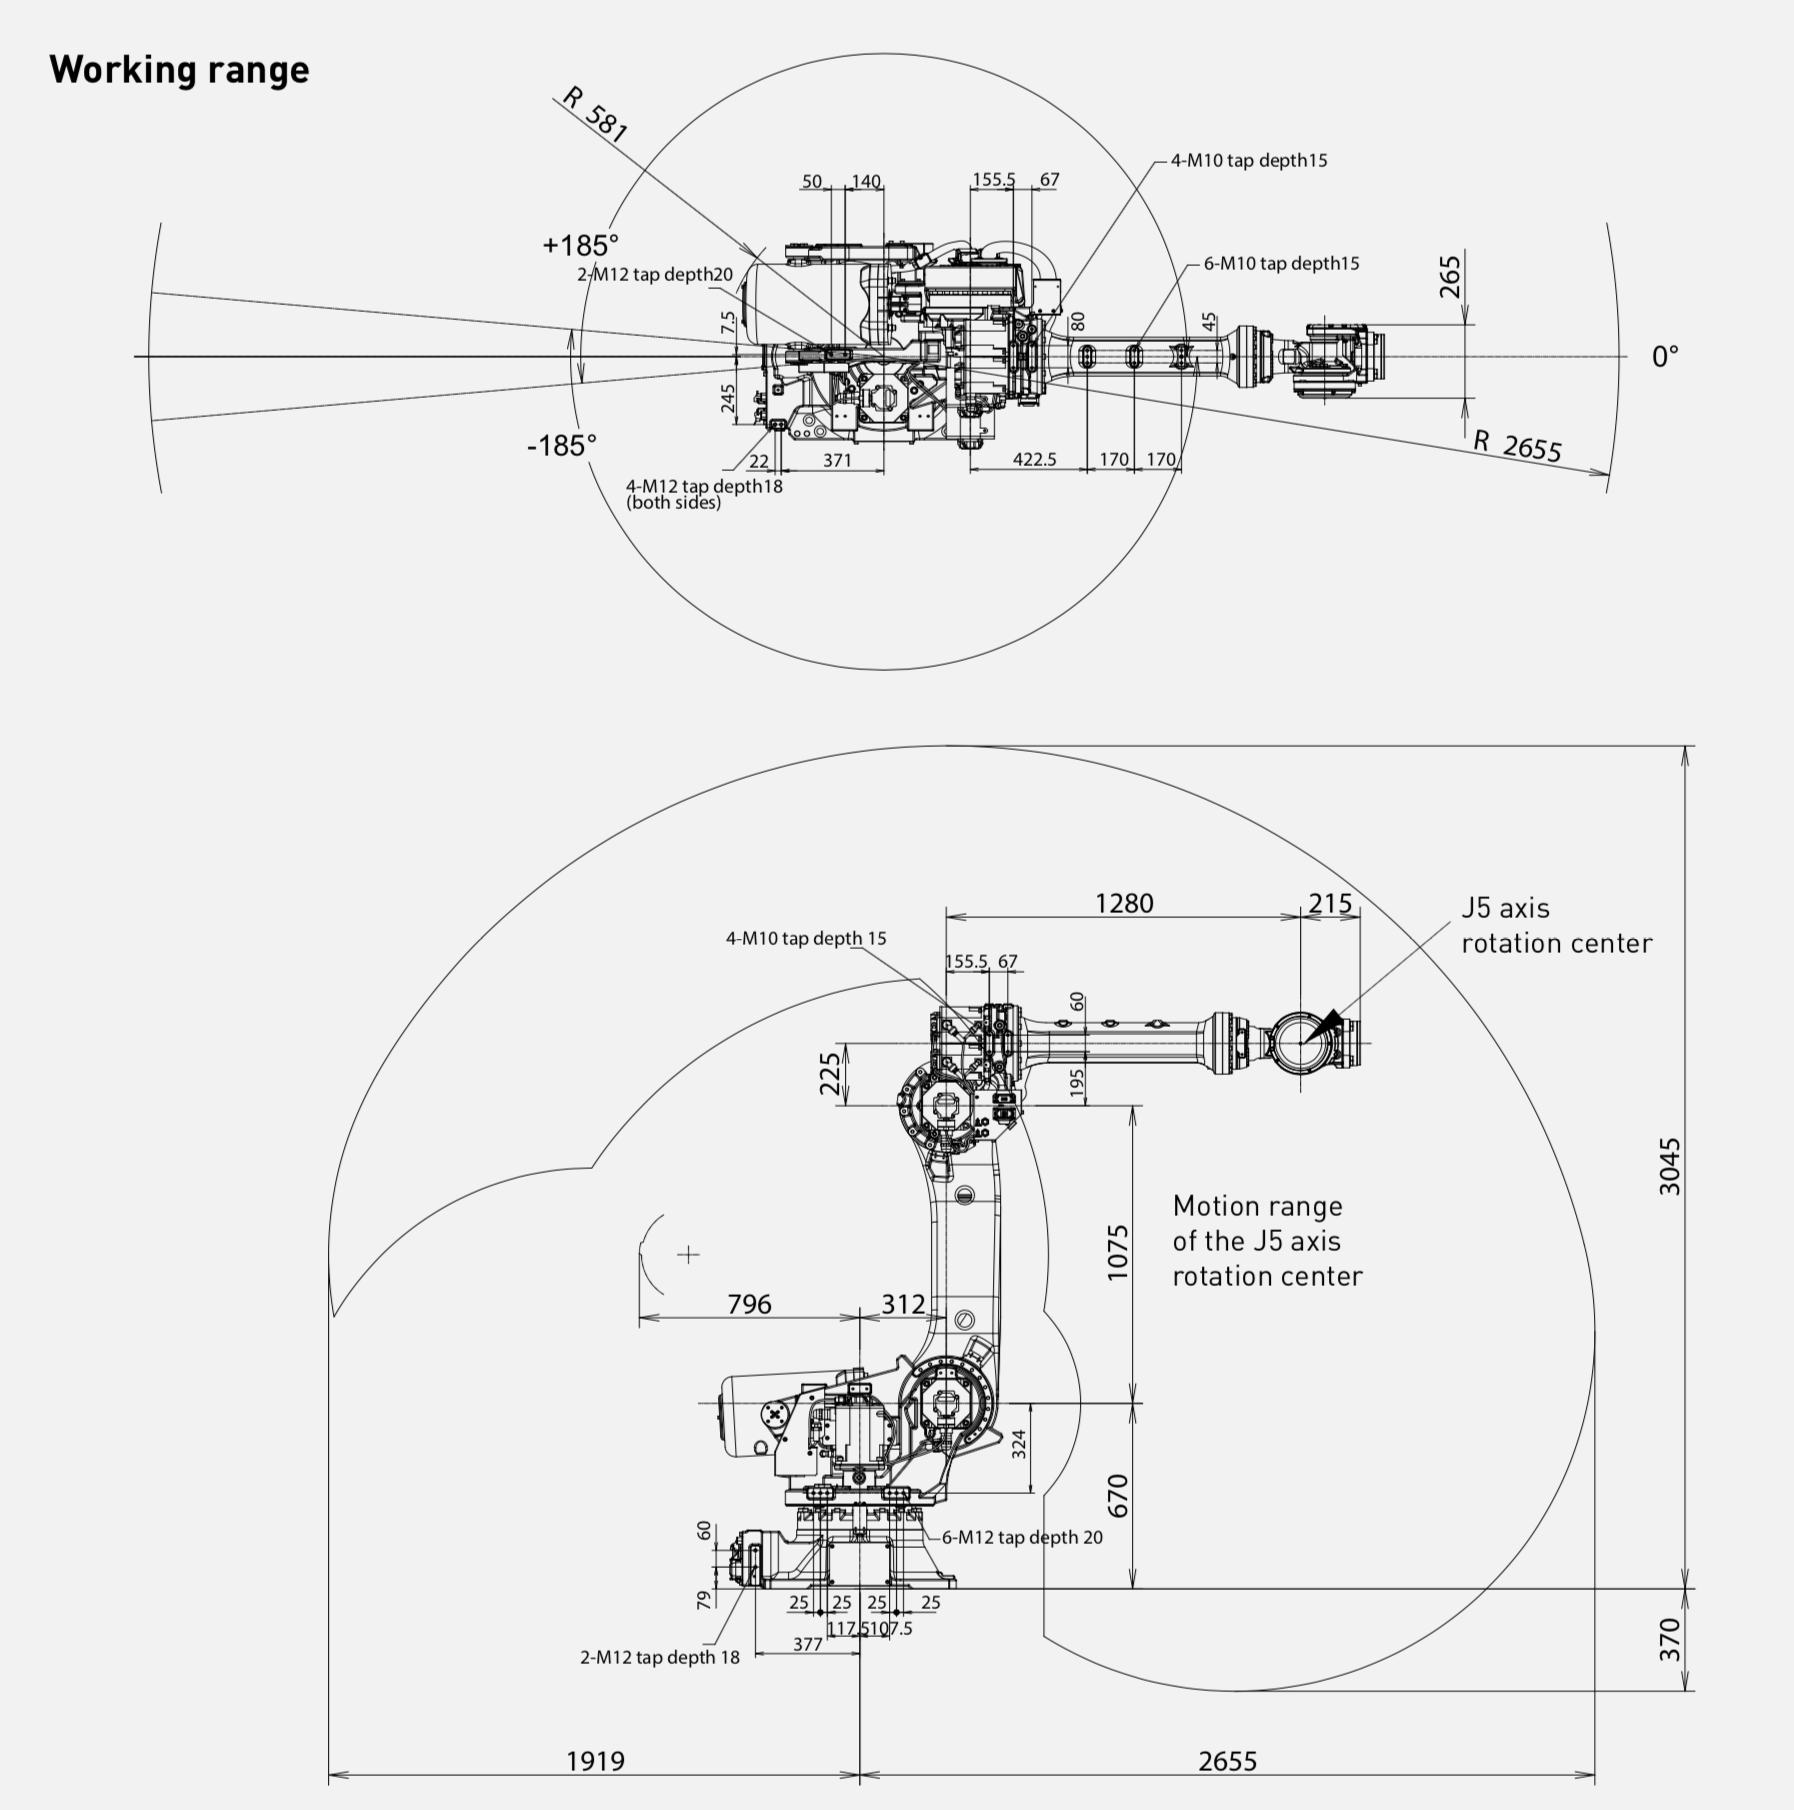 Working range
R 581
4-M10 tap depth15
50
140
155.5
67
+185°
2-M12 tap depth20
6-M10 tap depth15
265
7.5
80
45
0°
245
-185°
R 2655
22
371
422.5
170
170
4-M12 tap depth18
(both sides)
1280
215
J5 axis
rotation center
4-M10 tap depth 15
155.5
67
60
225
195
3045
Motion range
of the J5 axis
rotation center
1075
796
312
324
670
60
6-M12 tap depth 20
79
25
25
25
25
117.5
107.5
377
2-M12 tap depth 18
370
1919
2655